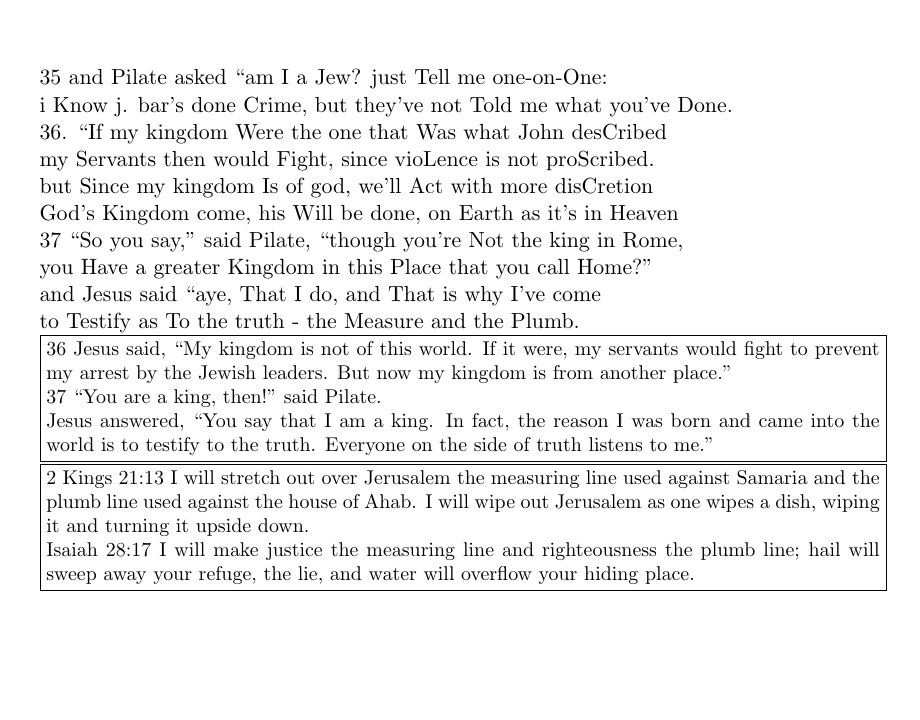 35 and Pilate asked “am I a Jew? just Tell me one-on-One:
i Know j. bar’s done Crime, but they’ve not Told me what you’ve Done.
36. “If my kingdom Were the one that Was what John desCribed
my Servants then would Fight, since vioLence is not proScribed.
but Since my kingdom Is of god, we’ll Act with more disCretion
God’s Kingdom come, his Will be done, on Earth as it’s in Heaven
37 “So you say,” said Pilate, “though you’re Not the king in Rome,
you Have a greater Kingdom in this Place that you call Home?”
and Jesus said “aye, That I do, and That is why I’ve come
to Testify as To the truth - the Measure and the Plumb.
36 Jesus said, “My kingdom is not of this world. If it were, my servants would fight to prevent
my arrest by the Jewish leaders. But now my kingdom is from another place.”
37 “You are a king, then!” said Pilate.
Jesus answered, “You say that I am a king. In fact, the reason I was born and came into the
world is to testify to the truth. Everyone on the side of truth listens to me.”
2 Kings 21:13 I will stretch out over Jerusalem the measuring line used against Samaria and the
plumb line used against the house of Ahab. I will wipe out Jerusalem as one wipes a dish, wiping
it and turning it upside down.
Isaiah 28:17 I will make justice the measuring line and righteousness the plumb line; hail will
sweep away your refuge, the lie, and water will overflow your hiding place.